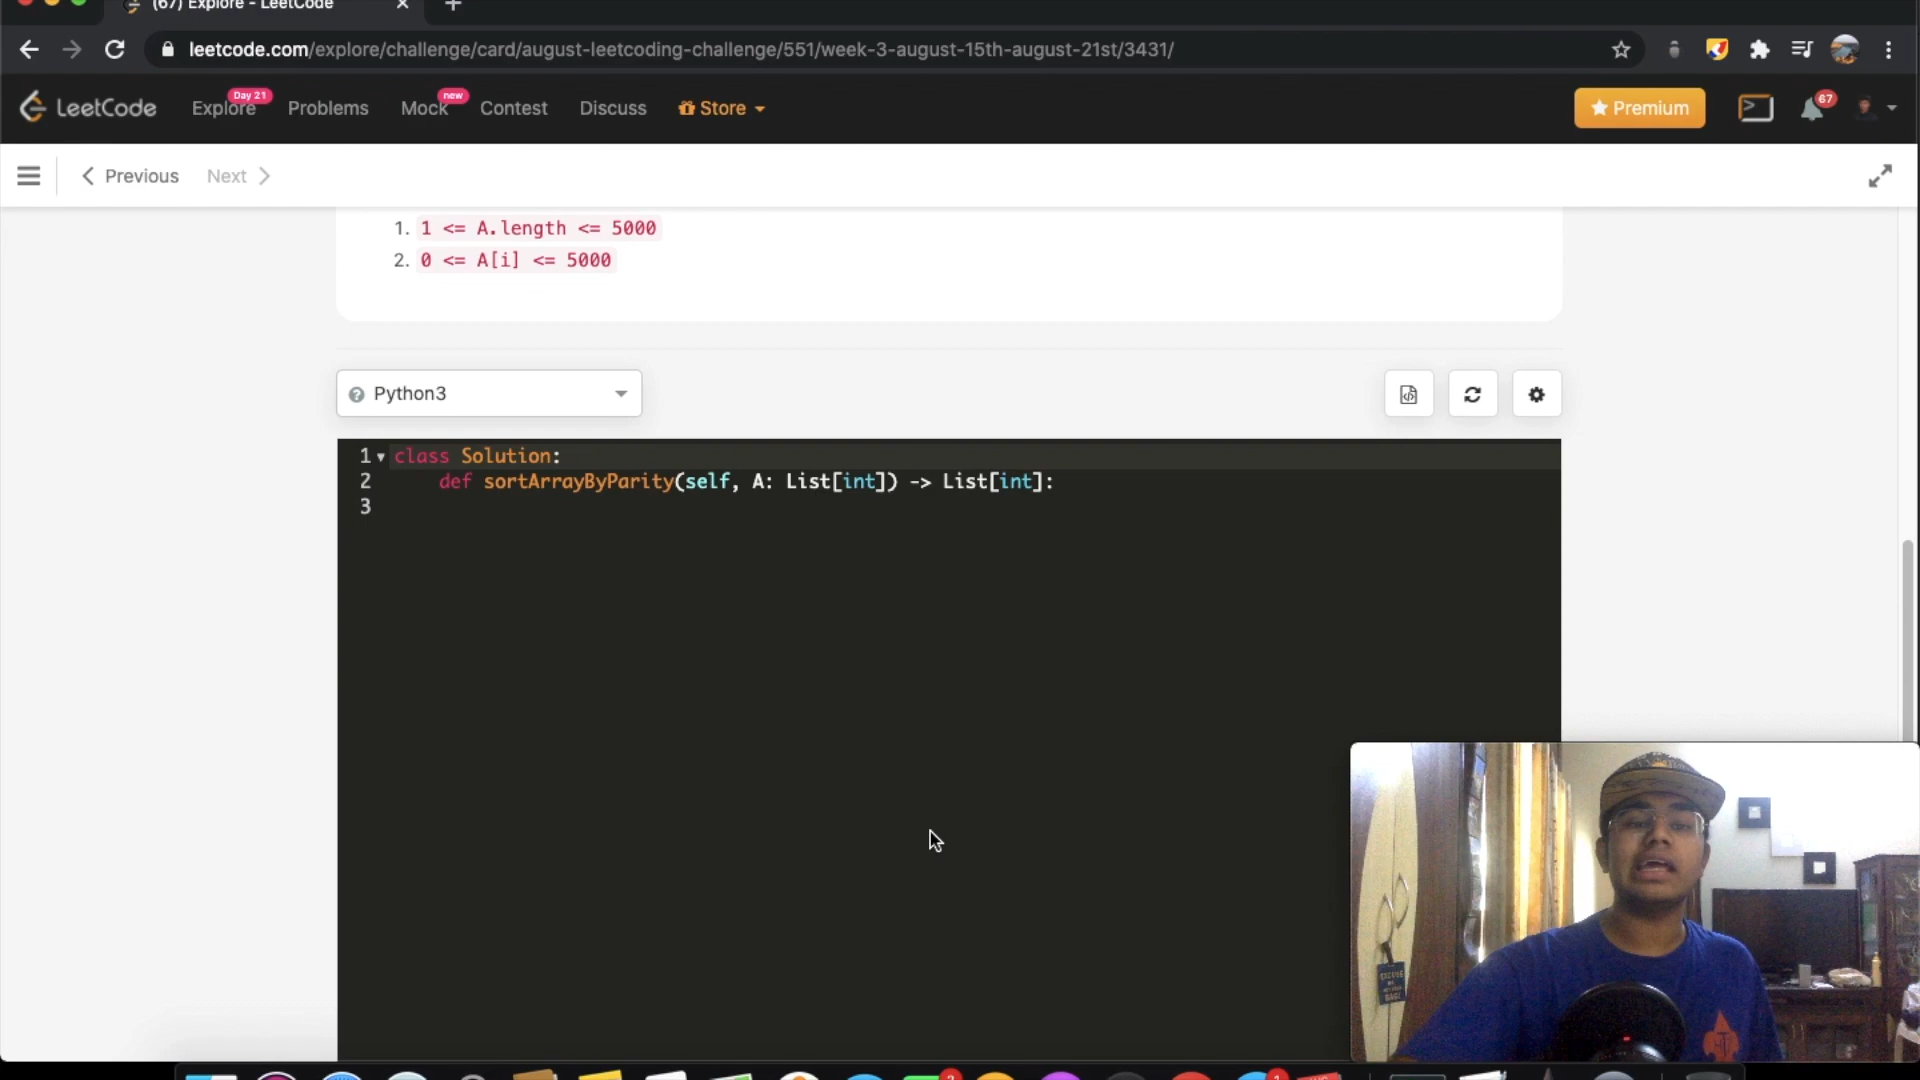 (67) Explore - LeetCode
leetcode.com/explore/challenge/card/august-leetcoding-challenge/551/week-3-august-15th-august-21st/3431/
LeetCode Explore Day 21 Problems Mock new Contest Discuss Store Premium 67
Previous Next
1. 1 <= A.length <= 5000
2. 0 <= A[i] <= 5000
Python3
1 class Solution:
2 def sortArrayByParity(self, A: List[int]) -> List[int]:
3